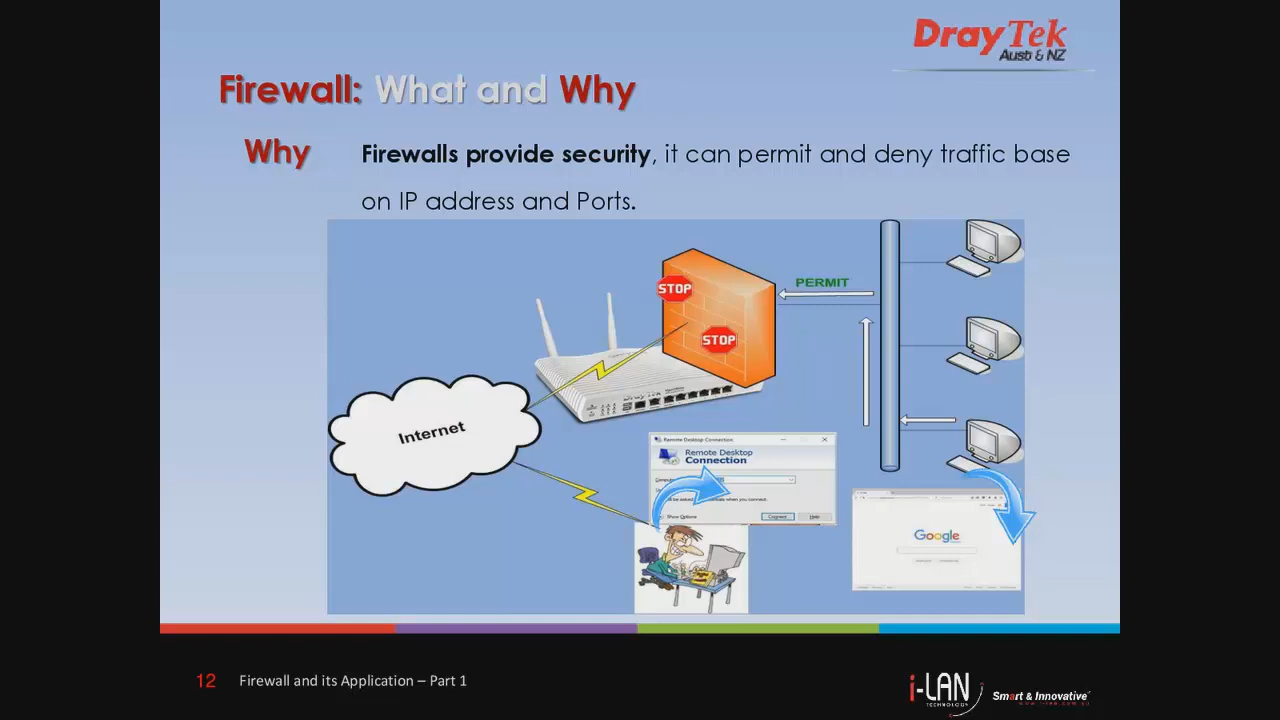 DrayTek
Aust & NZ
Firewall: What and Why
Why
Firewalls provide security, it can permit and deny traffic base
on IP address and Ports.
STOP
PERMIT
STOP
Internet
Remote Desktop Connection
Remote Desktop
Connection
Show Options
Connect
Help
Google
12
Firewall and its Application – Part 1
i-LAN
TECHNOLOGY
Smart & Innovative